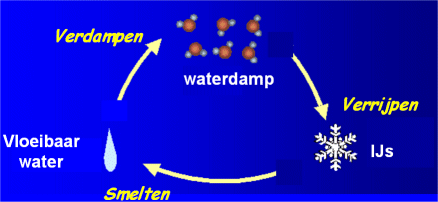 Verdampen
waterdamp
Verrijpen
Vloeibaar
water
IJs
Smelten